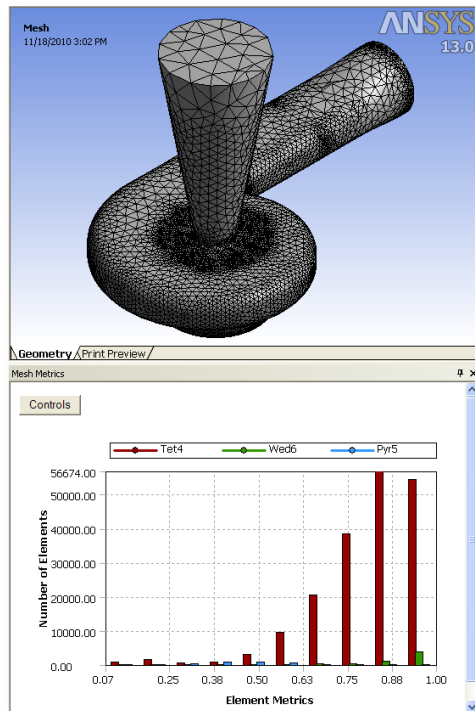 Mesh
11/18/2010 3:02 PM
ANSYS
13.0
Geometry Print Preview
Mesh Metrics
Controls
Tet4 Wed6 Pyr5
Number of Elements
56674.00
50000.00
40000.00
30000.00
20000.00
10000.00
0.00
0.07 0.25 0.38 0.50 0.63 0.75 0.88 1.00
Element Metrics